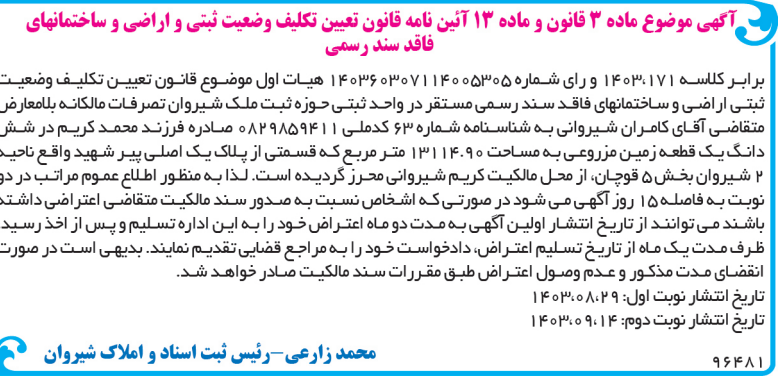 آگهی موضوع ماده ۳ قانون و ماده ۱۳ آئین نامه قانون تعیین تکلیف وضعیت ثبتی و اراضی و ساختمانهای
فاقد سند رسمی
برابر کلاسه ۱۴۰۳،۱۷۱ و رای شماره ۱۴۰۳۶۰۳۰۷۱۱۴۰۰۵۳۰۵ هیات اول موضوع قانون تعیین تکلیف وضعیت
ثبتی اراضی و ساختمانهای فاقد سند رسمی مستقر در واحد ثبتی حوزه ثبت ملک شیروان تصرفات مالکانه بلامعارض
متقاضی آقای کامران شیروانی به شناسنامه شماره ۶۳ کدملی ۰۸۲۹۸۵۹۴۱۱ صادره فرزند محمد کریم در شش
دانگ یک قطعه زمین مزروعی به مساحت ۱۳۱۱۴.۹۰ متر مربع که قسمتی از پلاک یک اصلی پیر شهید واقع ناحیه
۲ شیروان بخش ۵ قوچان، از محل مالکیت کریم شیروانی محرز گردیده است. لذا به منظور اطلاع عموم مراتب در دو
نوبت به فاصله ۱۵ روز آگهی می شود در صورتی که اشخاص نسبت به صدور سند مالکیت متقاضی اعتراضی داشته
باشند می توانند از تاریخ انتشار اولین آگهی به مدت دو ماه اعتراض خود را به این اداره تسلیم و پس از اخذ رسید،
ظرف مدت یک ماه از تاریخ تسلیم اعتراض، دادخواست خود را به مراجع قضایی تقدیم نمایند. بدیهی است در صورت
انقضای مدت مذکور و عدم وصول اعتراض طبق مقررات سند مالکیت صادر خواهد شد.
تاریخ انتشار نوبت اول: ۱۴۰۳،۰۸،۲۹
تاریخ انتشار نوبت دوم: ۱۴۰۳،۰۹،۱۴
محمد زارعی-رئیس ثبت اسناد و املاک شیروان
۹۶۴۸۱